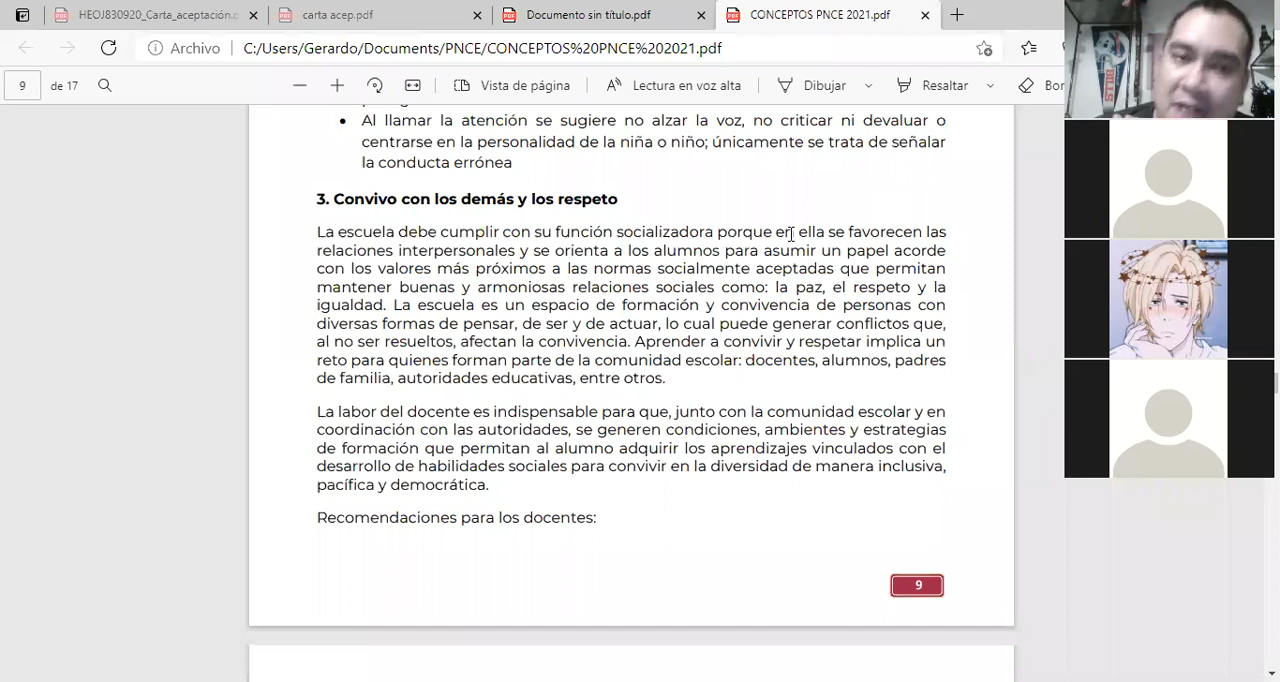 HEOJ830920_Carta_aceptación.
carta acep.pdf
Documento sin título.pdf
CONCEPTOS PNCE 2021.pdf
Archivo
C:/Users/Gerardo/Documents/PNCE/CONCEPTOS%20PNCE%202021.pdf
9 de 17
Vista de página
Lectura en voz alta
Dibujar
Resaltar
Bor
• Al llamar la atención se sugiere no alzar la voz, no criticar ni devaluar o
centrarse en la personalidad de la niña o niño; únicamente se trata de señalar
la conducta errónea
3. Convivo con los demás y los respeto
La escuela debe cumplir con su función socializadora porque en ella se favorecen las
relaciones interpersonales y se orienta a los alumnos para asumir un papel acorde
con los valores más próximos a las normas socialmente aceptadas que permitan
mantener buenas y armoniosas relaciones sociales como: la paz, el respeto y la
igualdad. La escuela es un espacio de formación y convivencia de personas con
diversas formas de pensar, de ser y de actuar, lo cual puede generar conflictos que,
al no ser resueltos, afectan la convivencia. Aprender a convivir y respetar implica un
reto para quienes forman parte de la comunidad escolar: docentes, alumnos, padres
de familia, autoridades educativas, entre otros.
La labor del docente es indispensable para que, junto con la comunidad escolar y en
coordinación con las autoridades, se generen condiciones, ambientes y estrategias
de formación que permitan al alumno adquirir los aprendizajes vinculados con el
desarrollo de habilidades sociales para convivir en la diversidad de manera inclusiva,
pacífica y democrática.
Recomendaciones para los docentes:
9
BILLS